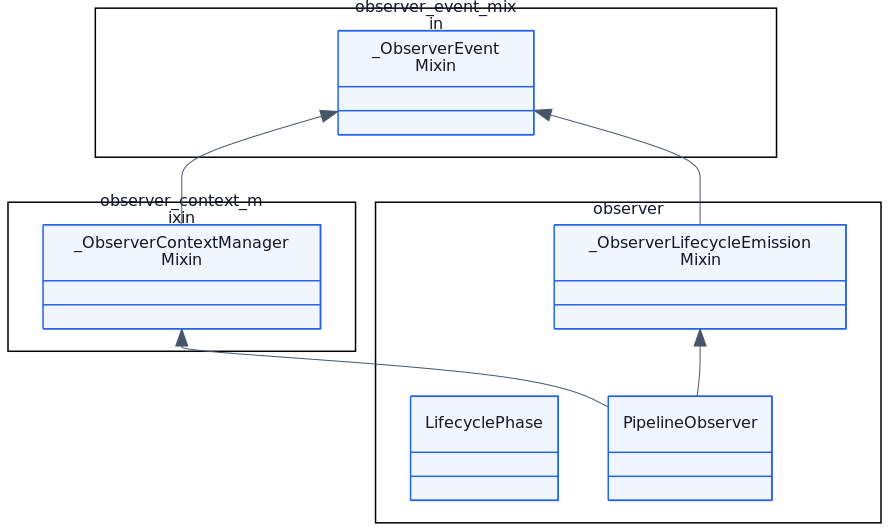 observer_event_mix
in
_ObserverEvent
Mixin
observer_context_m
ixin
_ObserverContextManager
Mixin
observer
_ObserverLifecycleEmission
Mixin
LifecyclePhase
PipelineObserver